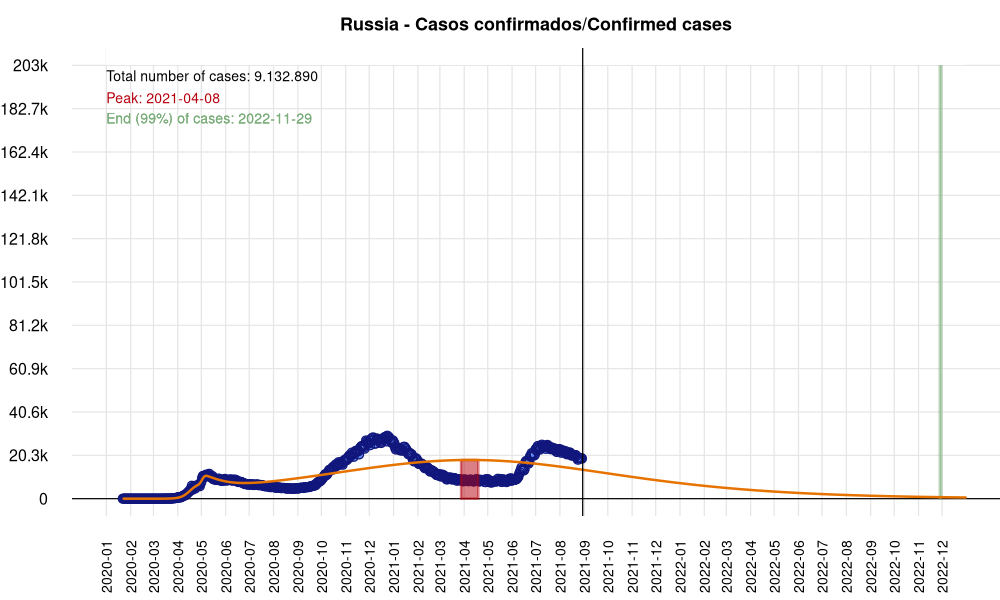 Russia - Casos confirmados/Confirmed cases
Total number of cases: 9.132.890
Peak: 2021-04-08
End (99%) of cases: 2022-11-29
203k
182.7k
162.4k
142.1k
121.8k
101.5k
81.2k
60.9k
40.6k
20.3k
0
2020-01
2020-02
2020-03
2020-04
2020-05
2020-06
2020-07
2020-08
2020-09
2020-10
2020-11
2020-12
2021-01
2021-02
2021-03
2021-04
2021-05
2021-06
2021-07
2021-08
2021-09
2021-10
2021-11
2021-12
2022-01
2022-02
2022-03
2022-04
2022-05
2022-06
2022-07
2022-08
2022-09
2022-10
2022-11
2022-12